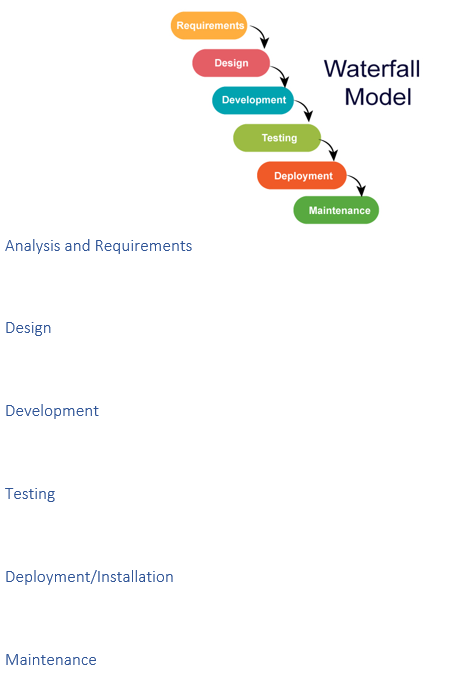 Requirements
Design
Waterfall
Model
Development
Testing
Deployment
Maintenance
Analysis and Requirements
Design
Development
Testing
Deployment/Installation
Maintenance